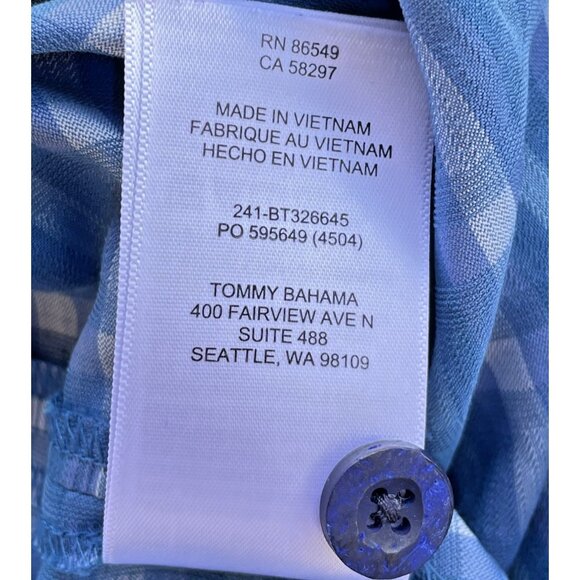 RN 86549
CA 58297
MADE IN VIETNAM
FABRIQUE AU VIETNAM
HECHO EN VIETNAM
241-BT326645
PO 595649 (4504)
TOMMY BAHAMA
400 FAIRVIEW AVE N
SUITE 488
SEATTLE, WA 98109